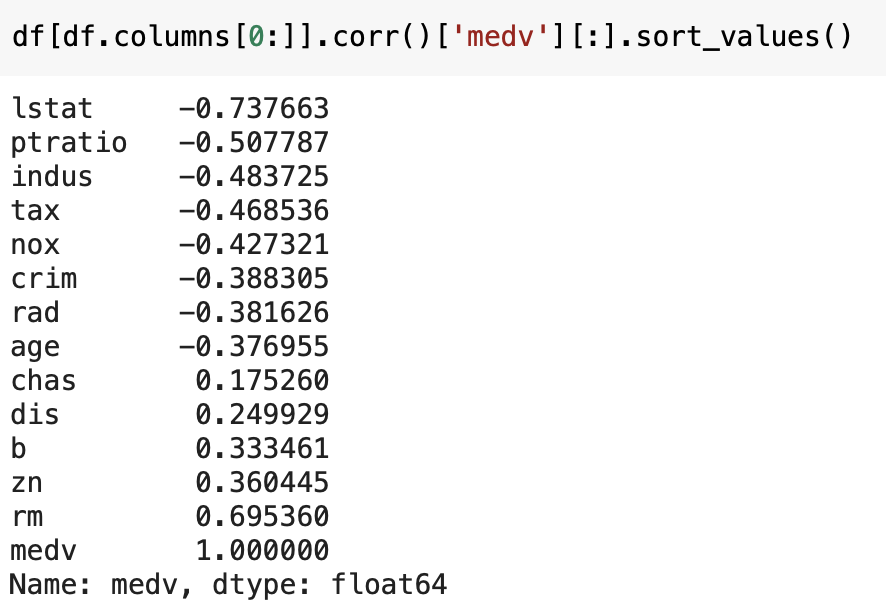 df[df.columns[0:]].corr()['medv'][:].sort_values()
lstat -0.737663
ptratio -0.507787
indus -0.483725
tax -0.468536
nox -0.427321
crim -0.388305
rad -0.381626
age -0.376955
chas 0.175260
dis 0.249929
b 0.333461
zn 0.360445
rm 0.695360
medv 1.000000
Name: medv, dtype: float64